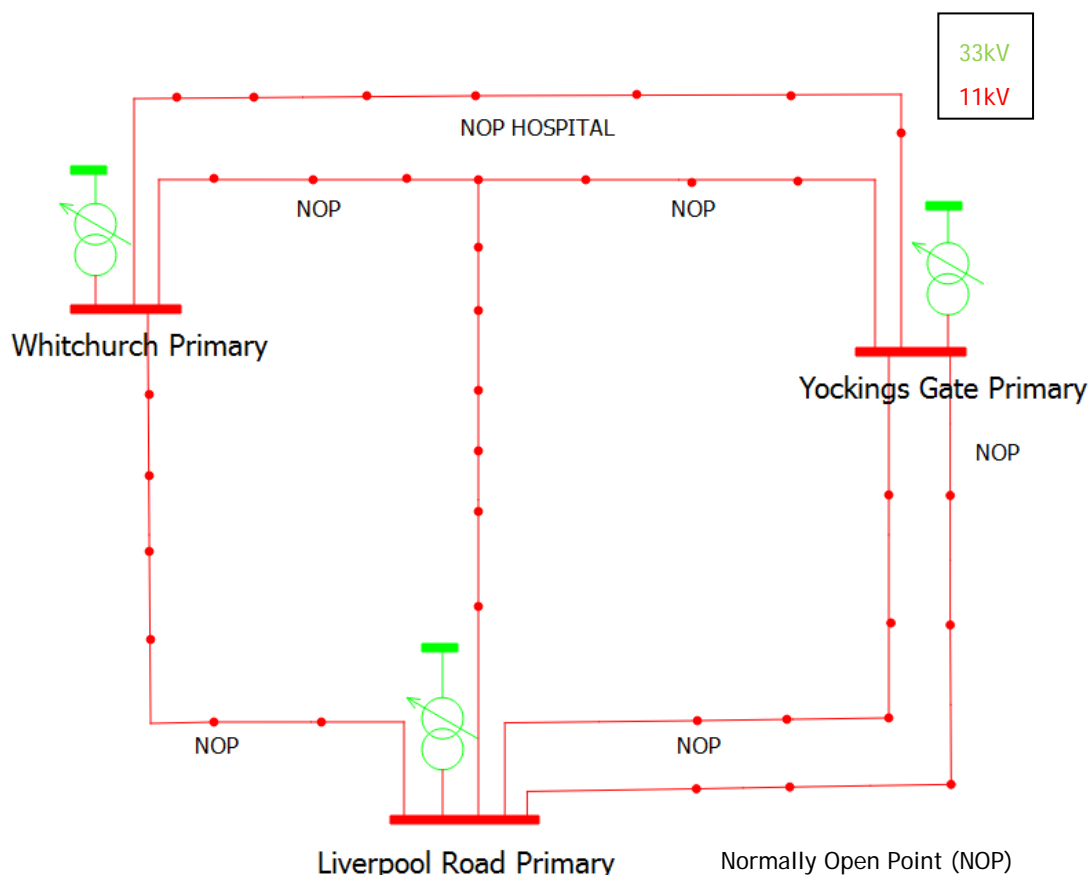 33kV
11kV
NOP HOSPITAL
NOP
NOP
Whitchurch Primary
Yockings Gate Primary
NOP
NOP
NOP
Liverpool Road Primary
Normally Open Point (NOP)